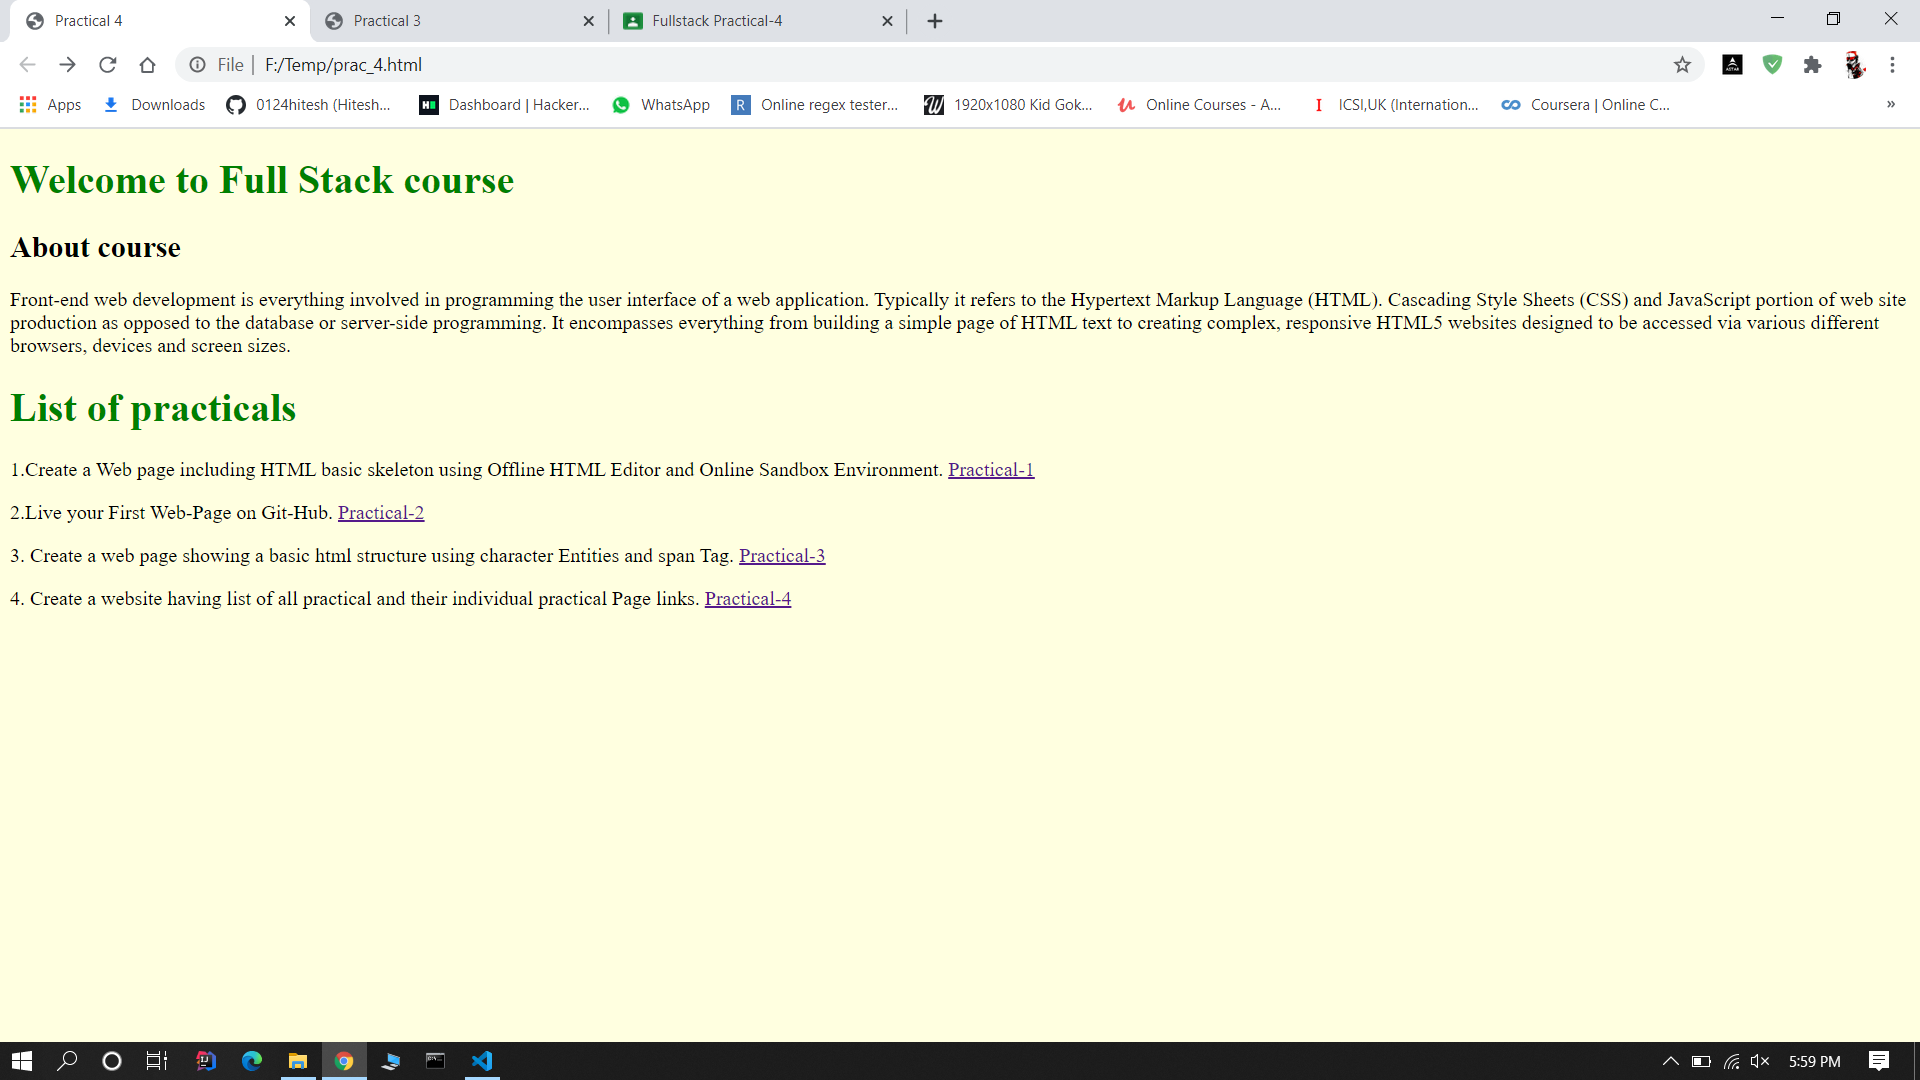 Practical 4
Practical 3
Fullstack Practical-4
File | F:/Temp/prac_4.html
Apps
Downloads
0124hitesh (Hitesh...
Dashboard | Hacker...
WhatsApp
R
Online regex tester...
1920x1080 Kid Gok...
Online Courses - A...
I
ICSI,UK (Internation...
Coursera | Online C...
»
Welcome to Full Stack course
About course
Front-end web development is everything involved in programming the user interface of a web application. Typically it refers to the Hypertext Markup Language (HTML). Cascading Style Sheets (CSS) and JavaScript portion of web site
production as opposed to the database or server-side programming. It encompasses everything from building a simple page of HTML text to creating complex, responsive HTML5 websites designed to be accessed via various different
browsers, devices and screen sizes.
List of practicals
1.Create a Web page including HTML basic skeleton using Offline HTML Editor and Online Sandbox Environment. Practical-1
2.Live your First Web-Page on Git-Hub. Practical-2
3. Create a web page showing a basic html structure using character Entities and span Tag. Practical-3
4. Create a website having list of all practical and their individual practical Page links. Practical-4
5:59 PM